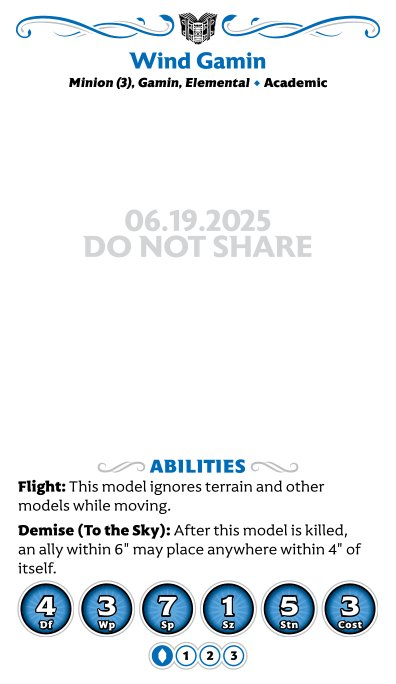 Wind Gamin
Minion (3), Gamin, Elemental ◆ Academic
06.19.2025
DO NOT SHARE
ABILITIES
Flight: This model ignores terrain and other
models while moving.
Demise (To the Sky): After this model is killed,
an ally within 6" may place anywhere within 4" of
itself.
4 3 7 1 5 3
Df Wp Sp Sz Stn Cost
1 2 3